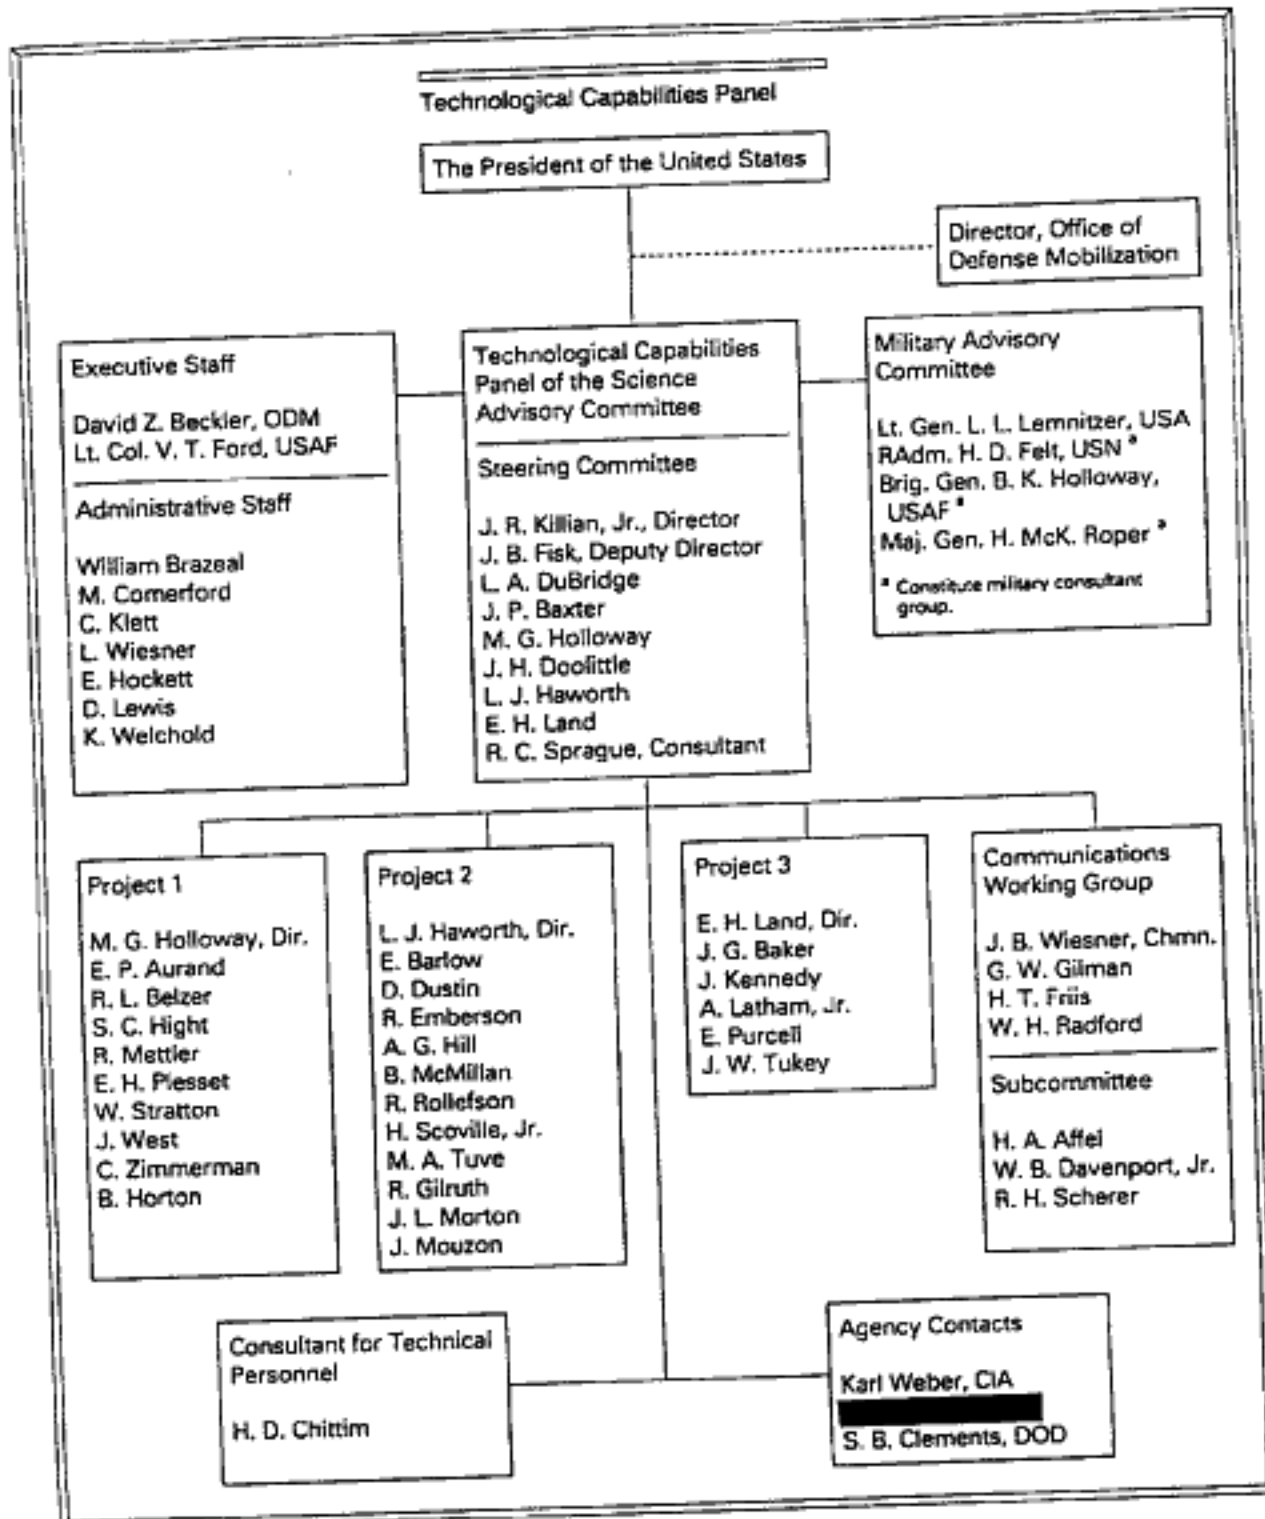 Technological Capabilities Panel
The President of the United States
Director, Office of
Defense Mobilization
Executive Staff
David Z. Beckler, ODM
Lt. Col. V. T. Ford, USAF
Administrative Staff
William Brazeal
M. Comerford
C. Klett
L. Wiesner
E. Hockett
D. Lewis
K. Welchold
Technological Capabilities
Panel of the Science
Advisory Committee
Steering Committee
J. R. Killian, Jr., Director
J. B. Fisk, Deputy Director
L. A. DuBridge
J. P. Baxter
M. G. Holloway
J. H. Doolittle
L. J. Haworth
E. H. Land
R. C. Sprague, Consultant
Military Advisory
Committee
Lt. Gen. L. L. Lemnitzer, USA
RAdm. H. D. Felt, USN a
Brig. Gen. B. K. Holloway,
USAF a
Maj. Gen. H. McK. Roper a
a Constitute military consultant
group.
Project 1
M. G. Holloway, Dir.
E. P. Aurand
R. L. Belzer
S. C. Hight
R. Mettler
E. H. Plesset
W. Stratton
J. West
C. Zimmerman
B. Horton
Project 2
L. J. Haworth, Dir.
E. Barlow
D. Dustin
R. Emberson
A. G. Hill
B. McMillan
R. Rollefson
H. Scoville, Jr.
M. A. Tuve
R. Gilruth
J. L. Morton
J. Mouzon
Project 3
E. H. Land, Dir.
J. G. Baker
J. Kennedy
A. Latham, Jr.
E. Purcell
J. W. Tukey
Communications
Working Group
J. B. Wiesner, Chmn.
G. W. Gilman
H. T. Friis
W. H. Radford
Subcommittee
H. A. Affel
W. B. Davenport, Jr.
R. H. Scherer
Consultant for Technical
Personnel
H. D. Chittim
Agency Contacts
Karl Weber, CIA
S. B. Clements, DOD